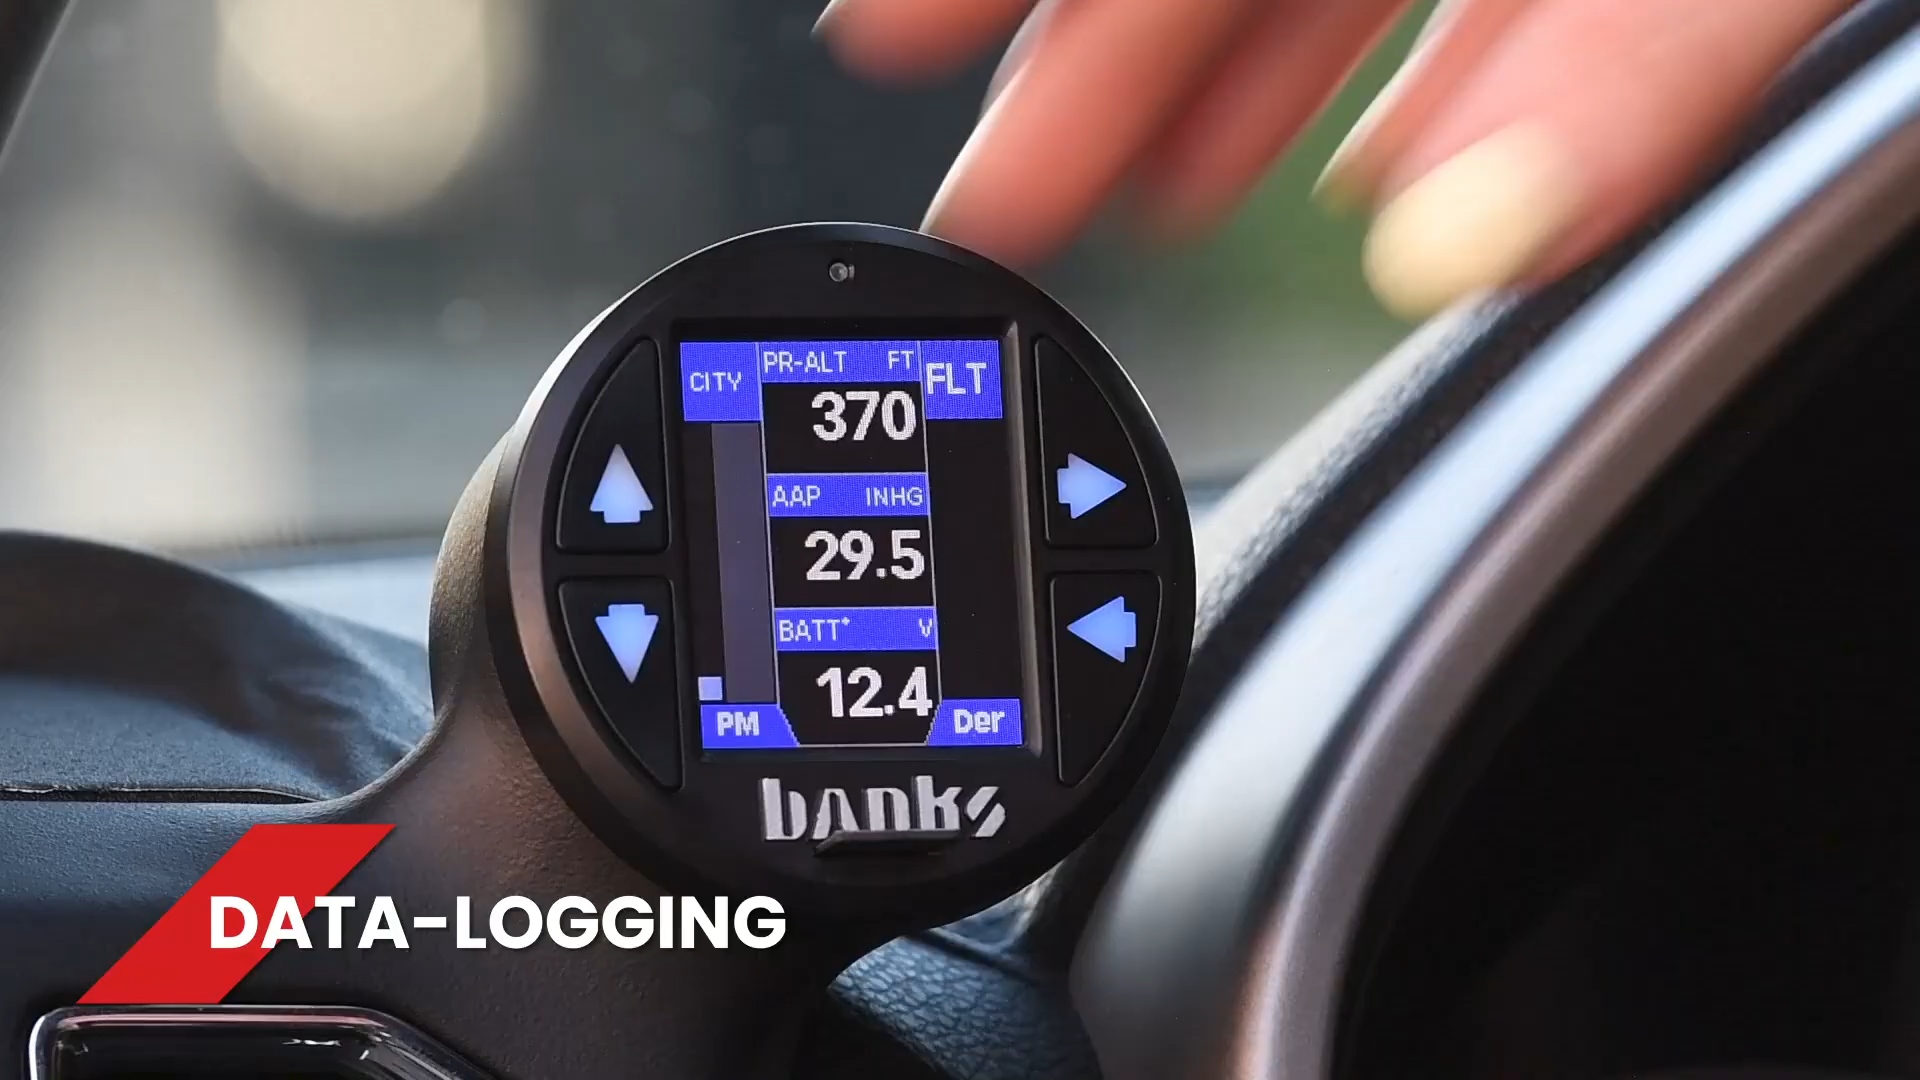 CITY
PR-ALT FT
FLT
370
AAP INHG
29.5
BATT* V
12.4
PM
Der
banks
DATA-LOGGING